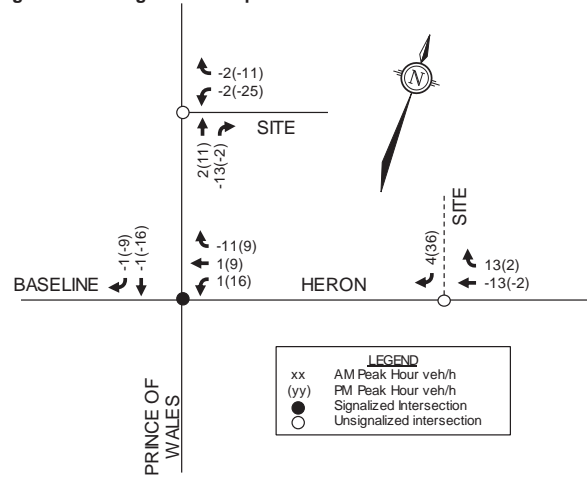 -2(-11)
-2(-25)
N
SITE
2(11)
-13(-2)
SITE
-1(-9)
-1(-16)
-11(9)
1(9)
1(16)
4(36)
13(2)
-13(-2)
BASELINE
HERON
PRINCE OF
WALES
LEGEND
xx AM Peak Hour veh/h
(yy) PM Peak Hour veh/h
Signalized Intersection
Unsignalized intersection